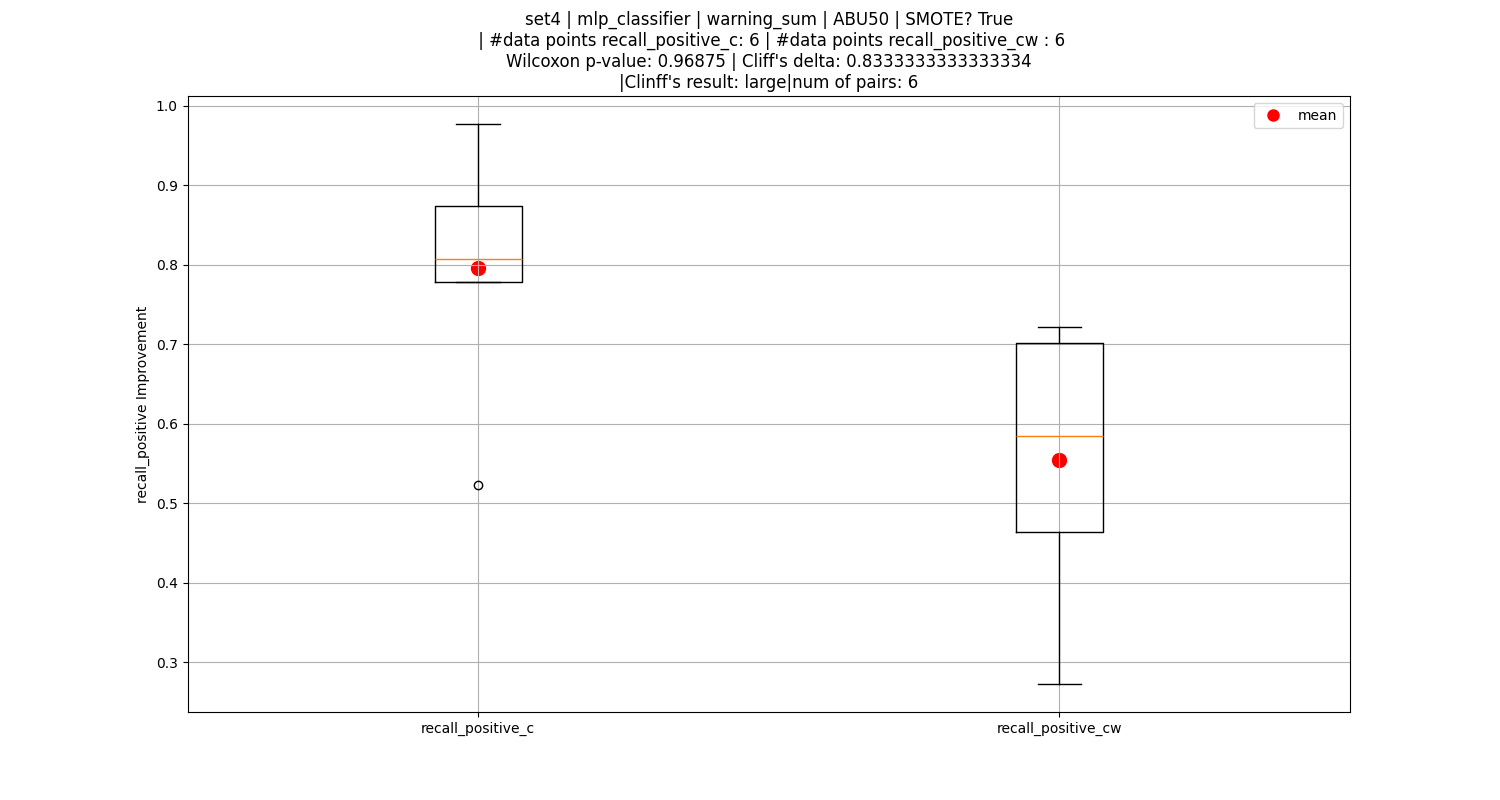 set4 | mlp_classifier | warning_sum | ABU50 | SMOTE? True
| #data points recall_positive_c: 6 | #data points recall_positive_cw : 6
Wilcoxon p-value: 0.96875 | Cliff's delta: 0.8333333333333334
|Clinff's result: large|num of pairs: 6
mean
recall_positive Improvement
1.0
0.9
0.8
0.7
0.6
0.5
0.4
0.3
recall_positive_c
recall_positive_cw